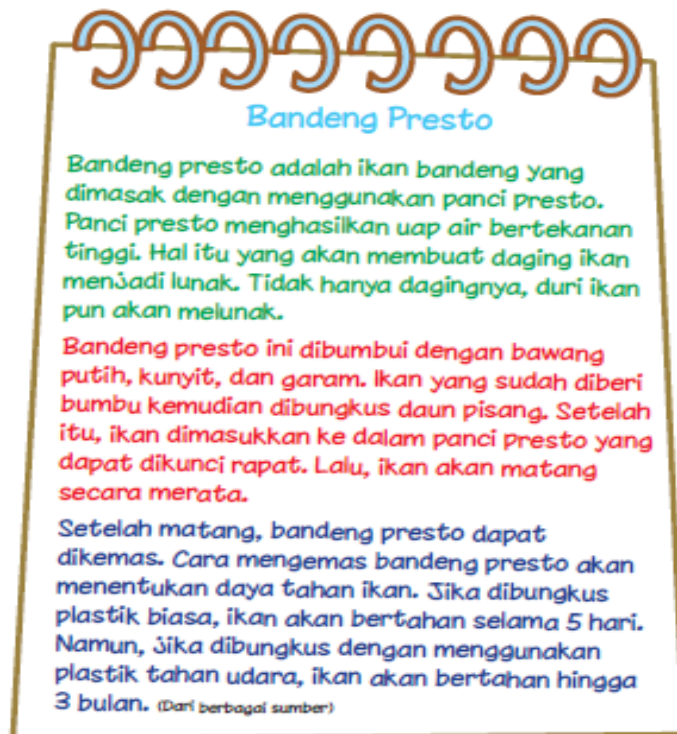 Bandeng Presto
Bandeng presto adalah ikan bandeng yang
dimasak dengan menggunakan panci presto.
Panci presto menghasilkan uap air bertekanan
tinggi. Hal itu yang akan membuat daging ikan
menjadi lunak. Tidak hanya dagingnya, duri ikan
pun akan melunak.
Bandeng presto ini dibumbui dengan bawang
putih, kunyit, dan garam. Ikan yang sudah diberi
bumbu kemudian dibungkus daun pisang. Setelah
itu, ikan dimasukkan ke dalam panci presto yang
dapat dikunci rapat. Lalu, ikan akan matang
secara merata.
Setelah matang, bandeng presto dapat
dikemas. Cara mengemas bandeng presto akan
menentukan daya tahan ikan. Jika dibungkus
plastik biasa, ikan akan bertahan selama 5 hari.
Namun, jika dibungkus dengan menggunakan
plastik tahan udara, ikan akan bertahan hingga
3 bulan. (Dari berbagai sumber)